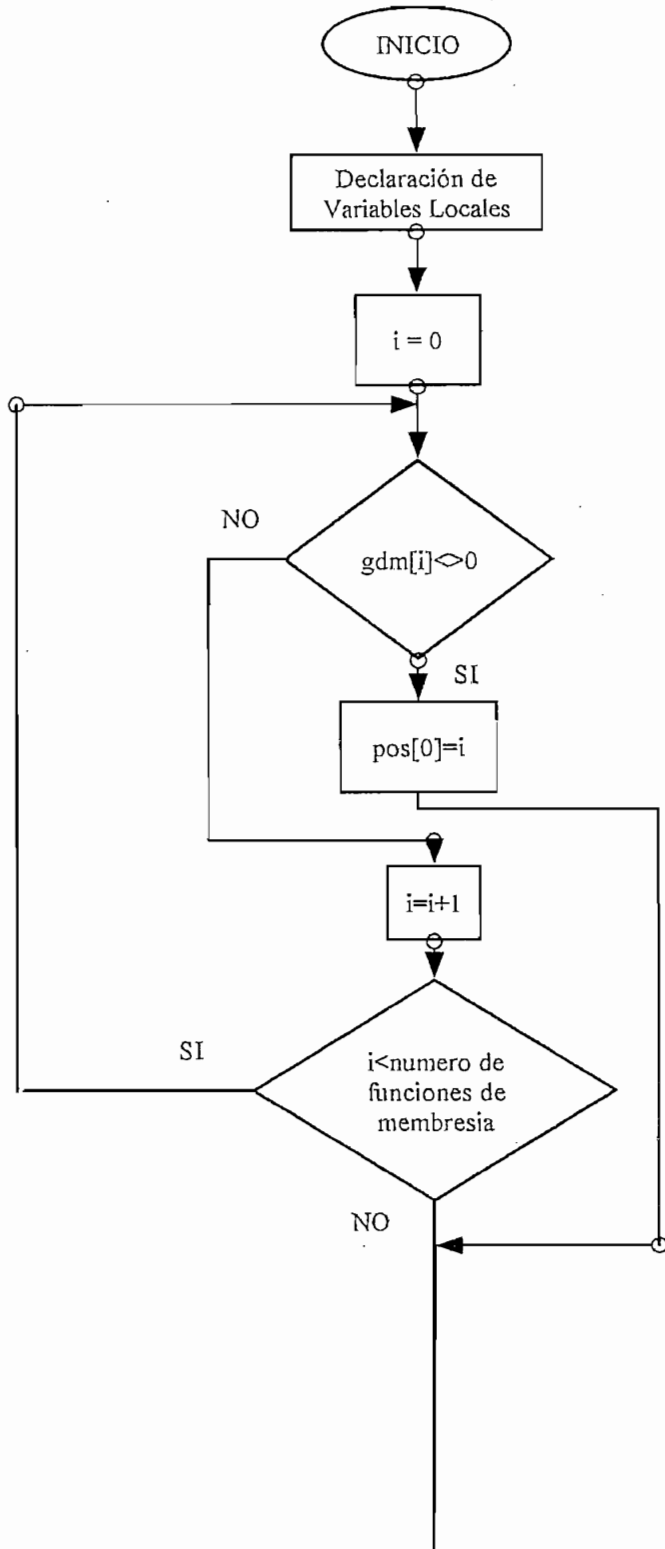 INICIO
Declaración de
Variables Locales
i = 0
NO
gdm[i]<>0
SI
pos[0]=i
i=i+1
SI
i<numero de
funciones de
membresia
NO